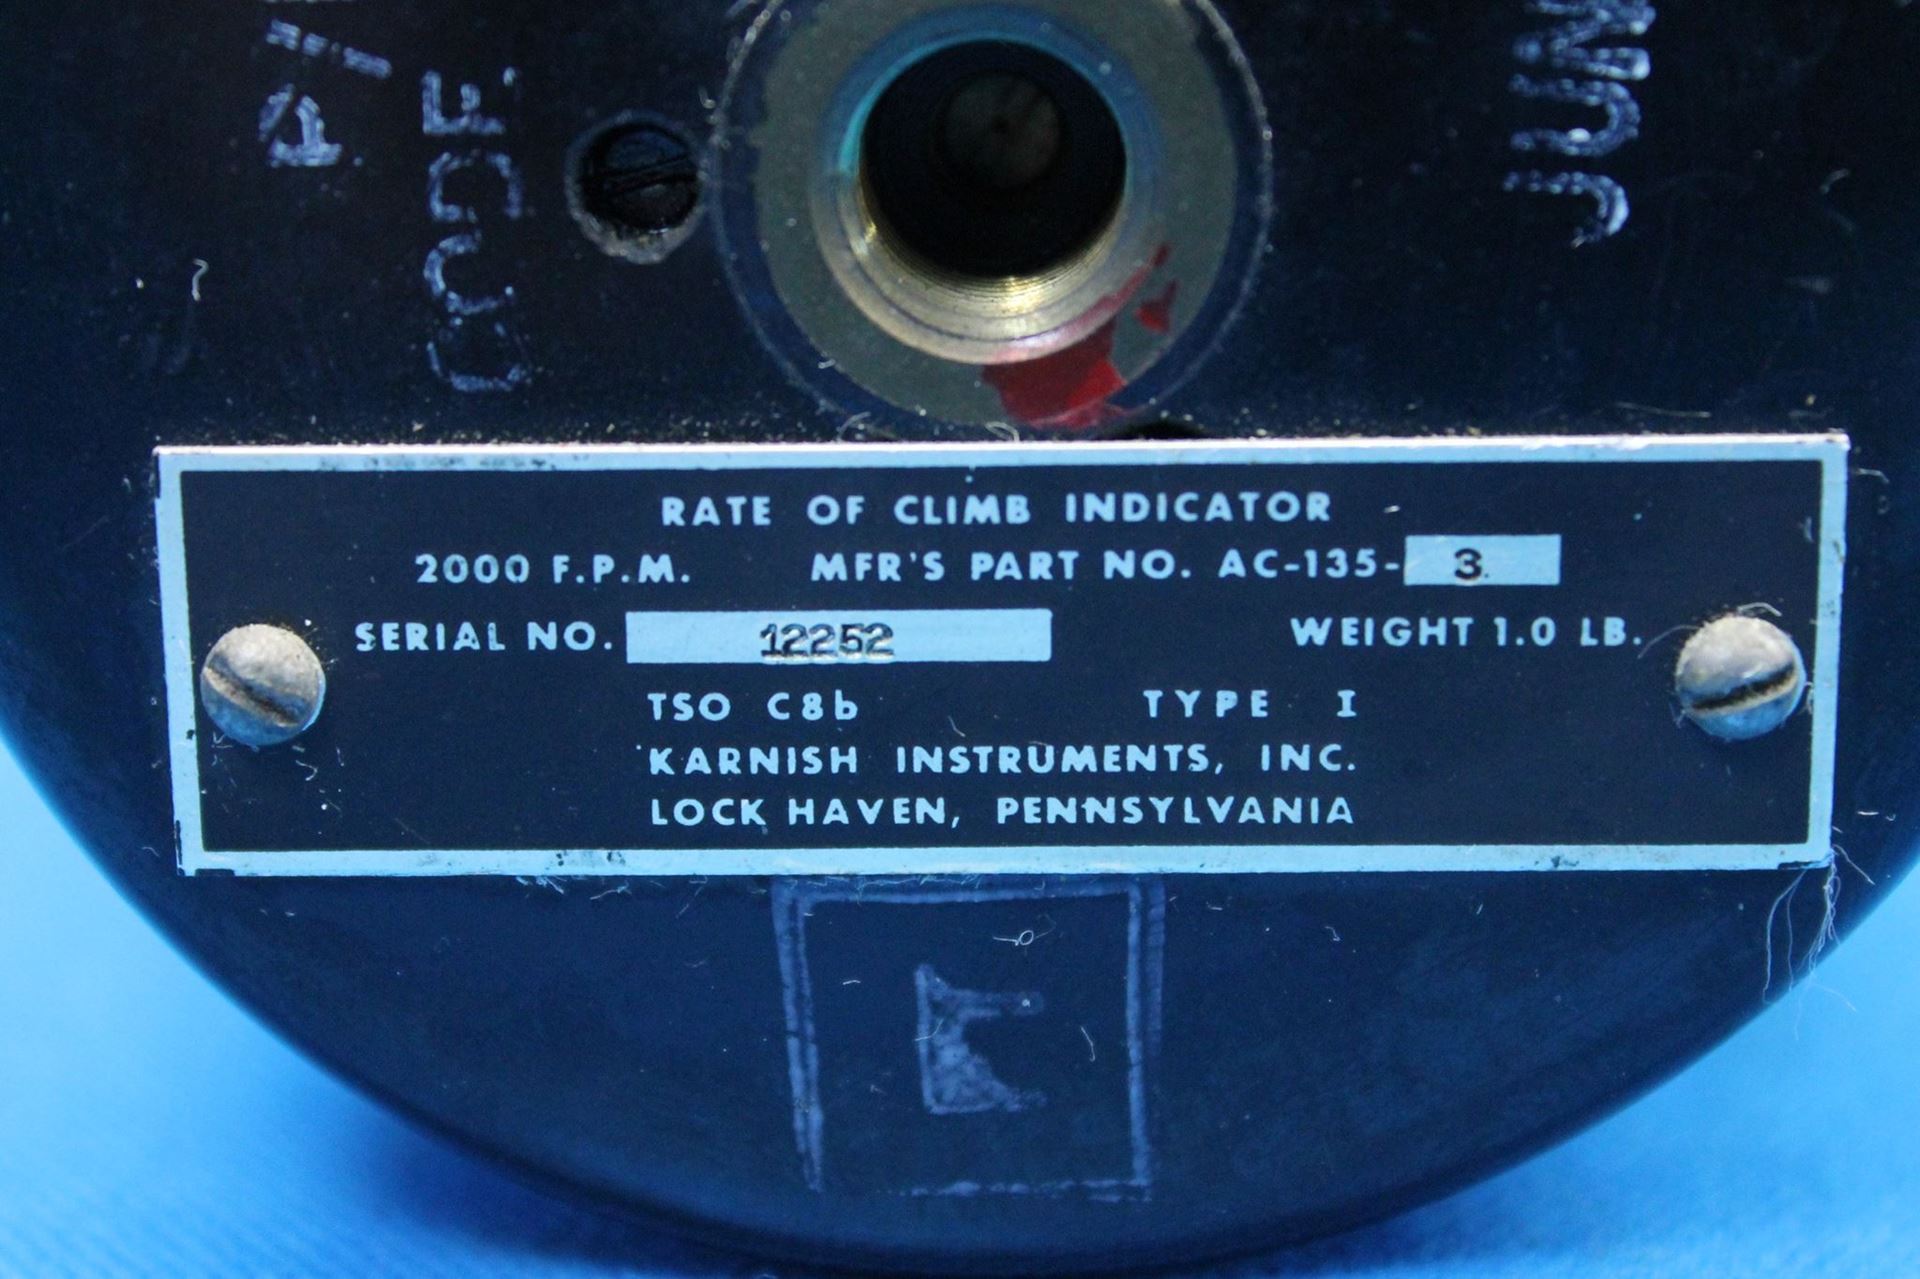 P/
RATE OF CLIMB INDICATOR
2000 F.P.M. MFR'S PART NO. AC-135-3
SERIAL NO. 12252 WEIGHT 1.0 LB.
TSO C8b TYPE I
KARNISH INSTRUMENTS, INC.
LOCK HAVEN, PENNSYLVANIA